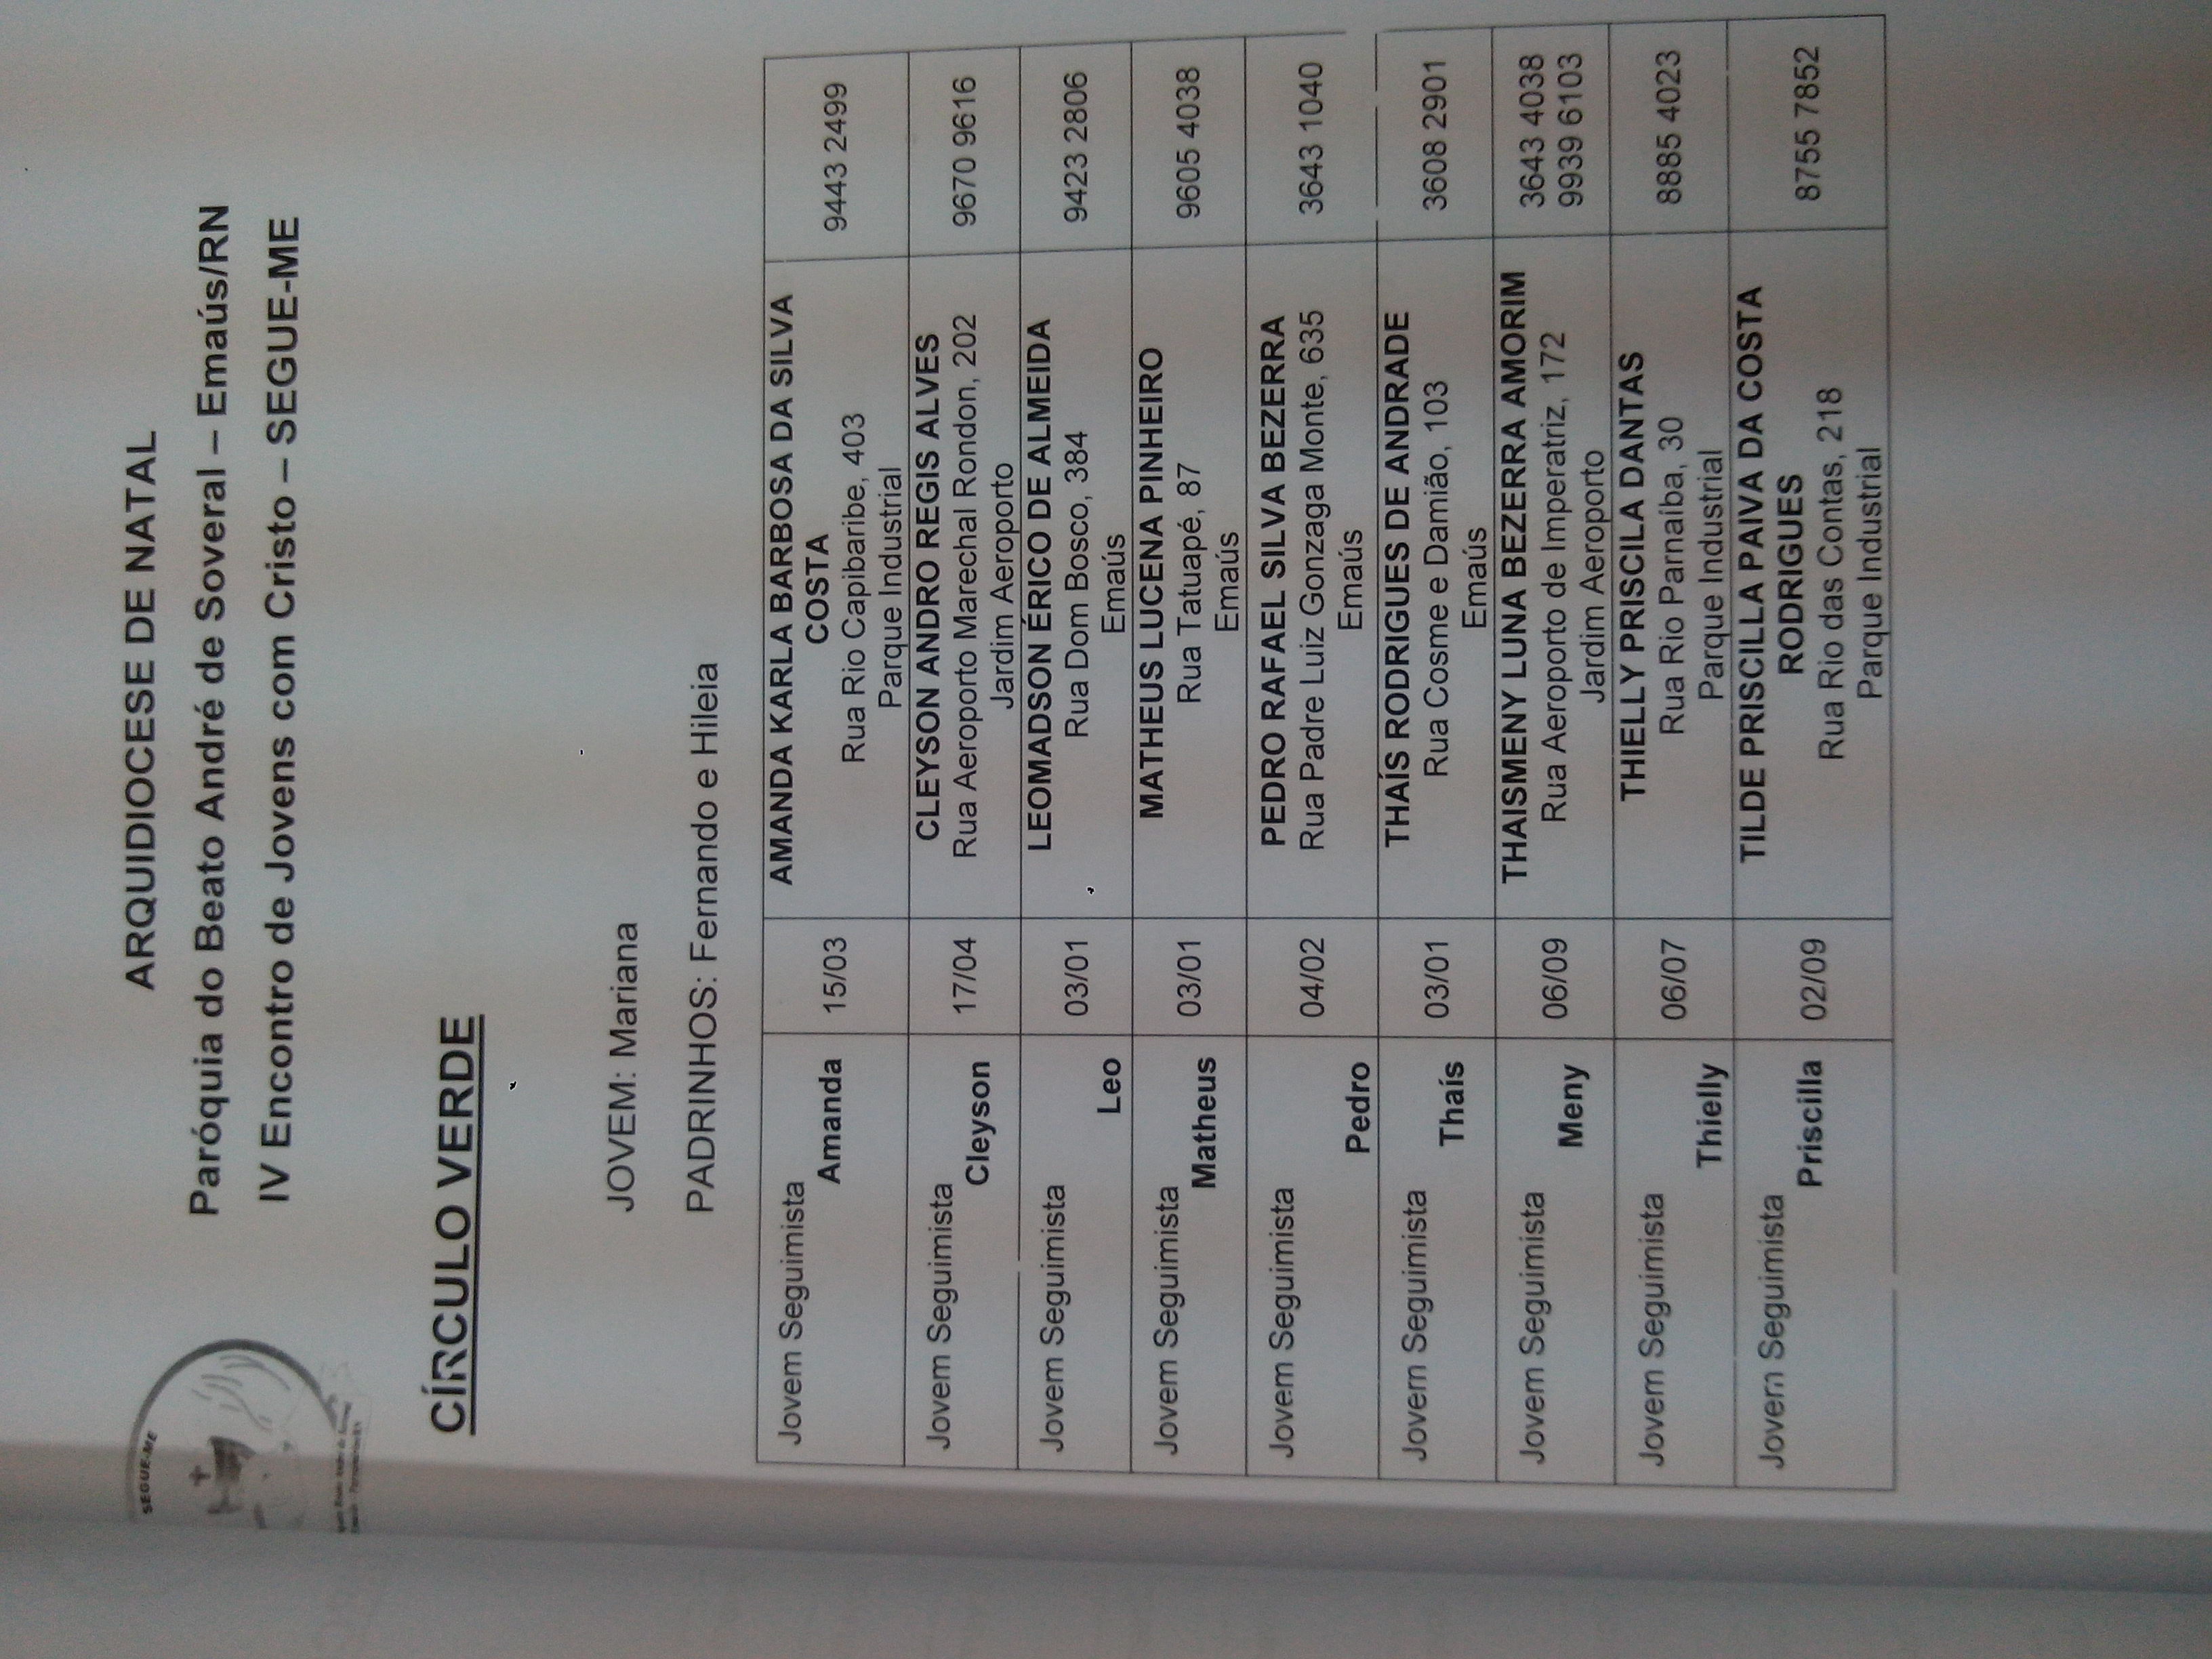 SEGUE-ME
ARQUIDIOCESE DE NATAL
Paróquia do Beato André de Soveral – Emaús/RN
IV Encontro de Jovens com Cristo – SEGUE-ME
CÍRCULO VERDE
JOVEM: Mariana
PADRINHOS: Fernando e Hileia
Jovem Seguimista
Amanda
15/03
AMANDA KARLA BARBOSA DA SILVA
COSTA
Rua Rio Capibaribe, 403
Parque Industrial
9443 2499
Jovem Seguimista
Cleyson
17/04
CLEYSON ANDRO REGIS ALVES
Rua Aeroporto Marechal Rondon, 202
Jardim Aeroporto
9670 9616
Jovem Seguimista
Leo
03/01
LEOMADSON ÉRICO DE ALMEIDA
Rua Dom Bosco, 384
Emaús
9423 2806
Jovem Seguimista
Matheus
03/01
MATHEUS LUCENA PINHEIRO
Rua Tatuapé, 87
Emaús
9605 4038
Jovem Seguimista
Pedro
04/02
PEDRO RAFAEL SILVA BEZERRA
Rua Padre Luiz Gonzaga Monte, 635
Emaús
3643 1040
Jovem Seguimista
Thaís
03/01
THAÍS RODRIGUES DE ANDRADE
Rua Cosme e Damião, 103
Emaús
3608 2901
Jovem Seguimista
Meny
06/09
THAISMENY LUNA BEZERRA AMORIM
Rua Aeroporto de Imperatriz, 172
Jardim Aeroporto
3643 4038
9939 6103
Jovem Seguimista
Thielly
06/07
THIELLY PRISCILA DANTAS
Rua Rio Parnaíba, 30
Parque Industrial
8885 4023
Jovem Seguimista
Priscilla
02/09
TILDE PRISCILLA PAIVA DA COSTA
RODRIGUES
Rua Rio das Contas, 218
Parque Industrial
8755 7852